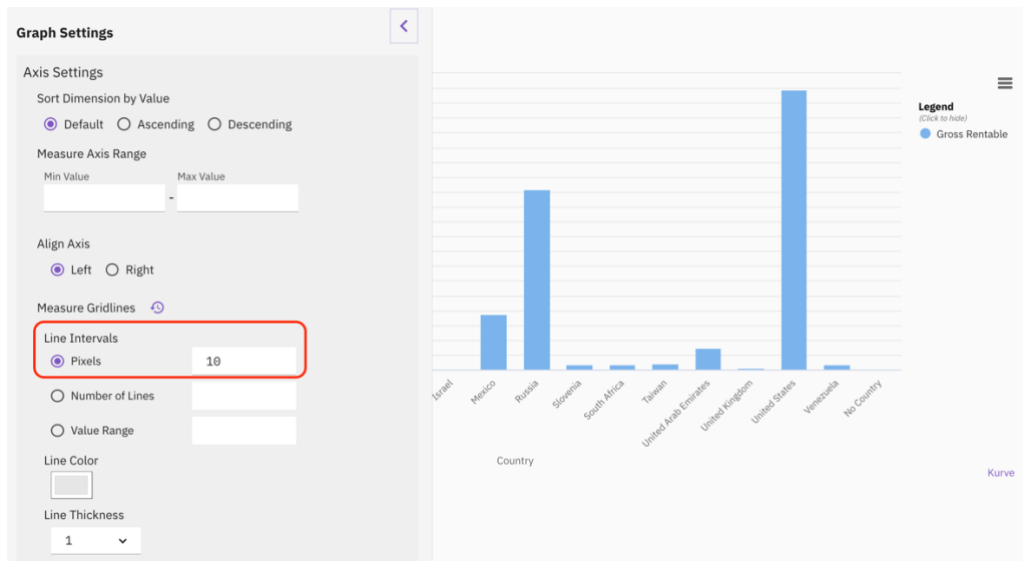 Graph Settings
Axis Settings
Sort Dimension by Value
Default Ascending Descending
Measure Axis Range
Min Value Max Value
-
Align Axis
Left Right
Measure Gridlines
Line Intervals
Pixels 10
Number of Lines
Value Range
Line Color
Line Thickness
1
Legend
(Click to hide)
Gross Rentable
Israel
Mexico
Russia
Slovenia
South Africa
Taiwan
United Arab Emirates
United Kingdom
United States
Venezuela
No Country
Country
Kurve